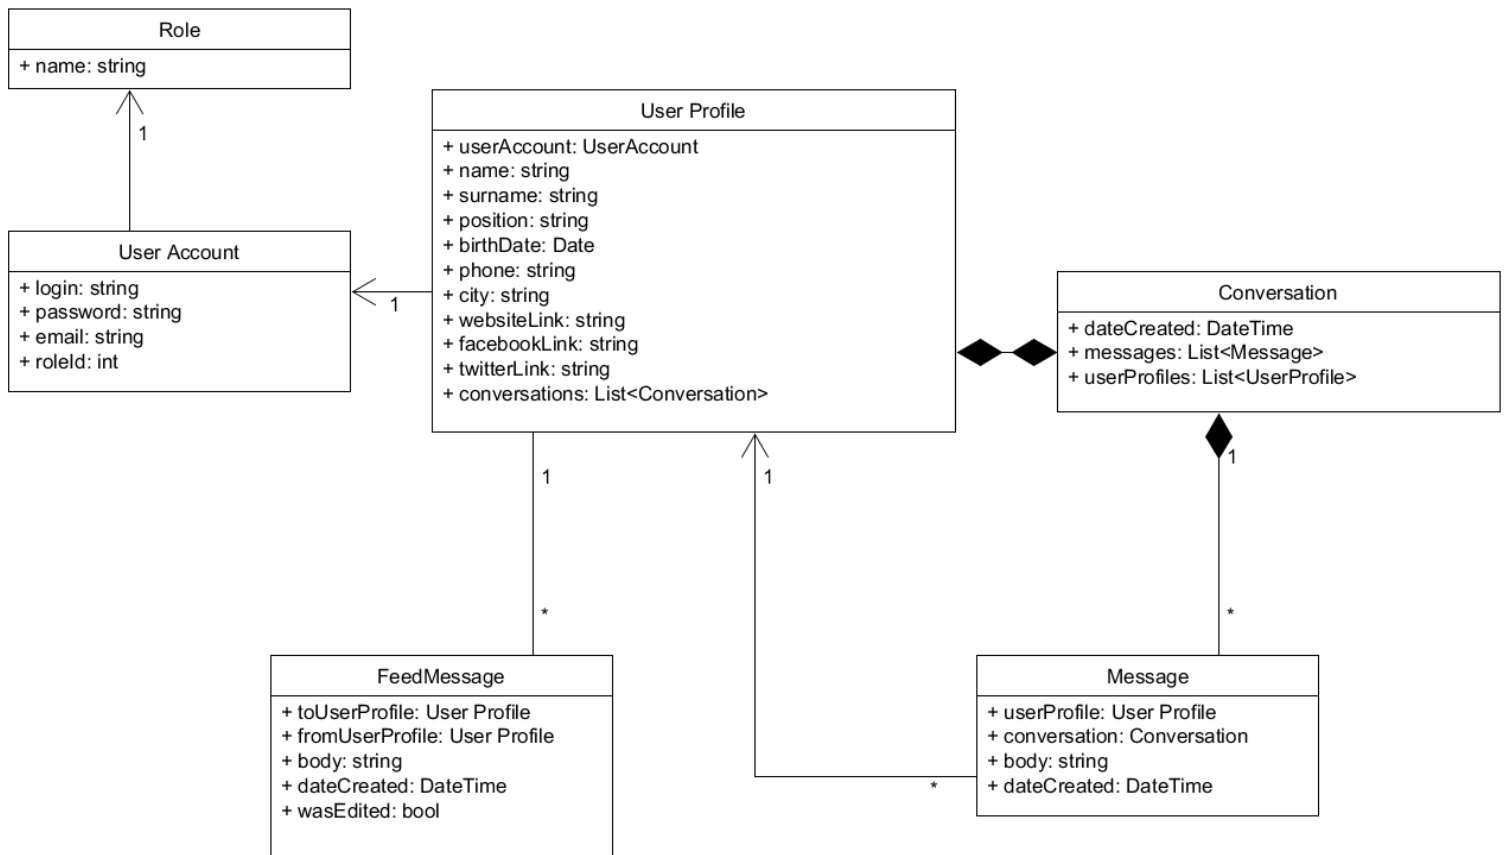 Role
+ name: string
1
User Account
+ login: string
+ password: string
+ email: string
+ roleId: int
1
User Profile
+ userAccount: UserAccount
+ name: string
+ surname: string
+ position: string
+ birthDate: Date
+ phone: string
+ city: string
+ websiteLink: string
+ facebookLink: string
+ twitterLink: string
+ conversations: List<Conversation>
Conversation
+ dateCreated: DateTime
+ messages: List<Message>
+ userProfiles: List<UserProfile>
1
1
1
*
*
FeedMessage
+ toUserProfile: User Profile
+ fromUserProfile: User Profile
+ body: string
+ dateCreated: DateTime
+ wasEdited: bool
*
Message
+ userProfile: User Profile
+ conversation: Conversation
+ body: string
+ dateCreated: DateTime